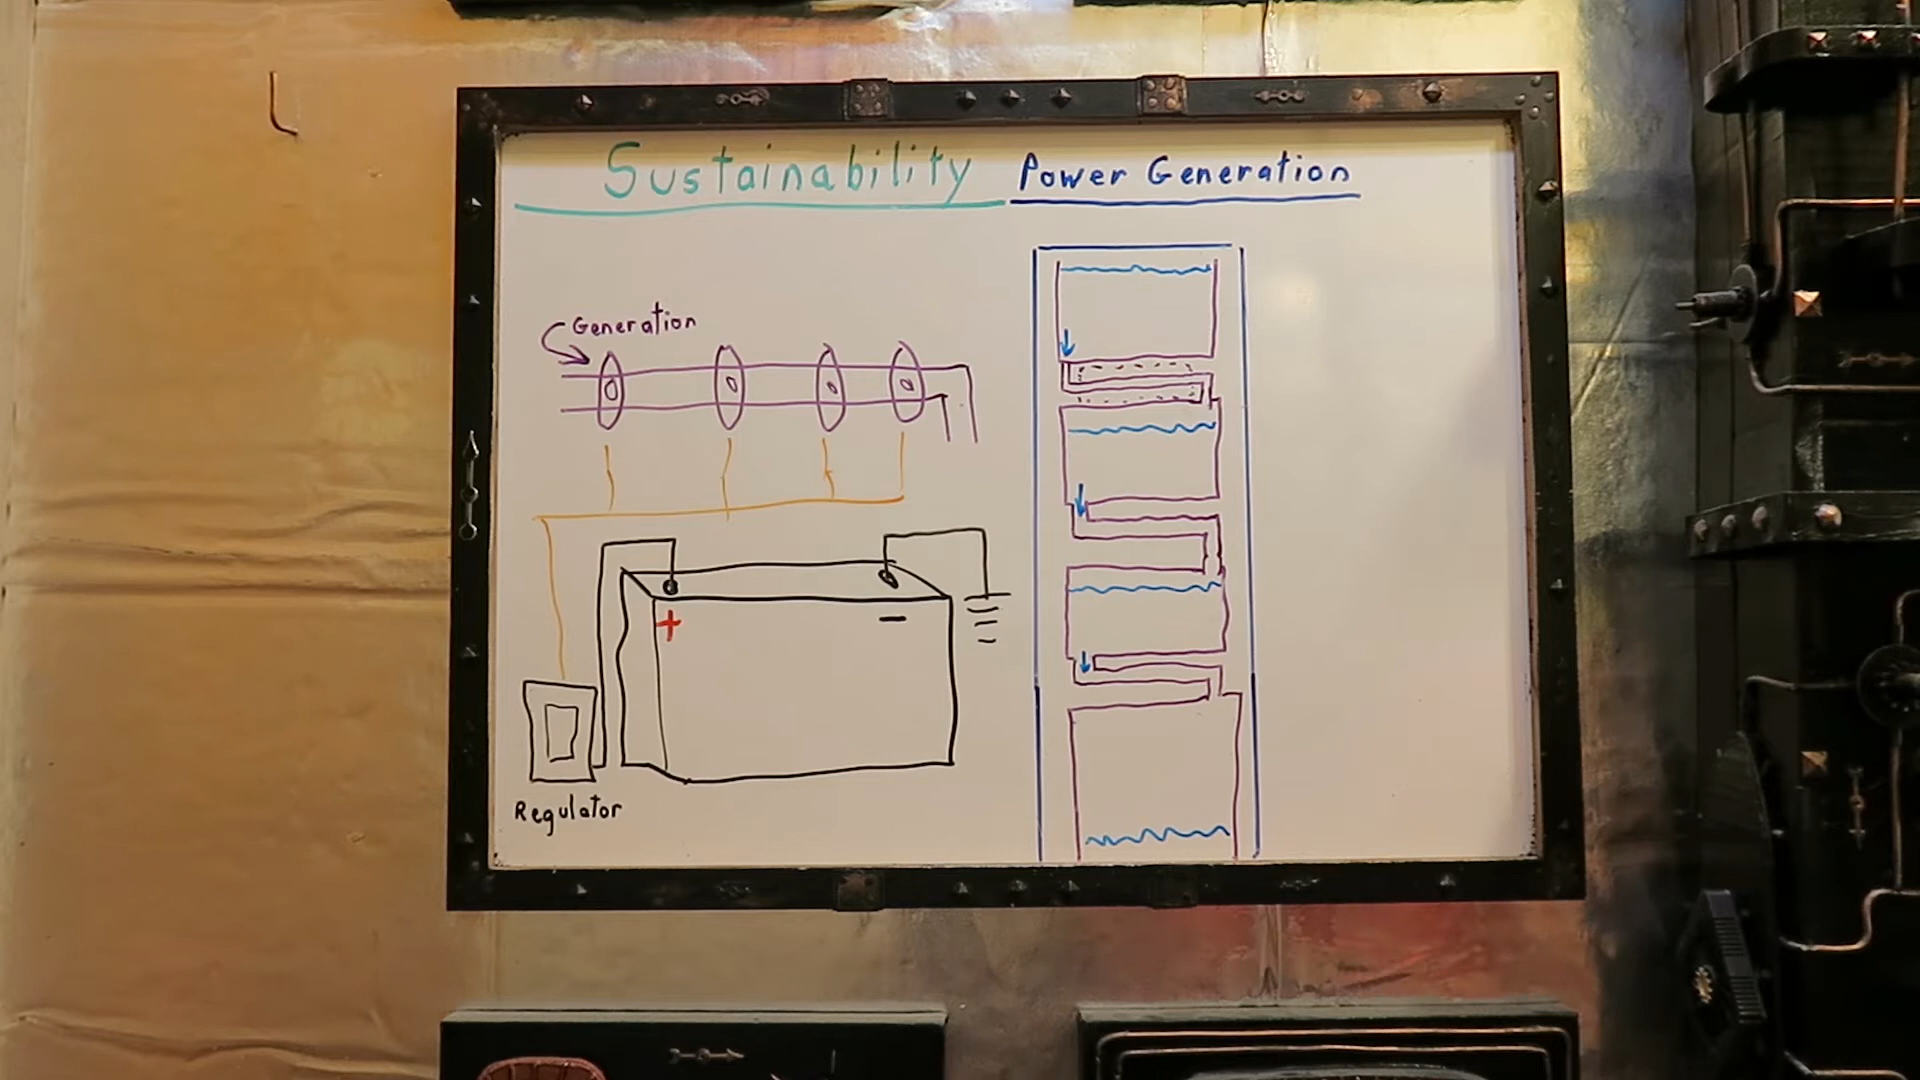 Sustainability Power Generation
Generation
+ −
Regulator